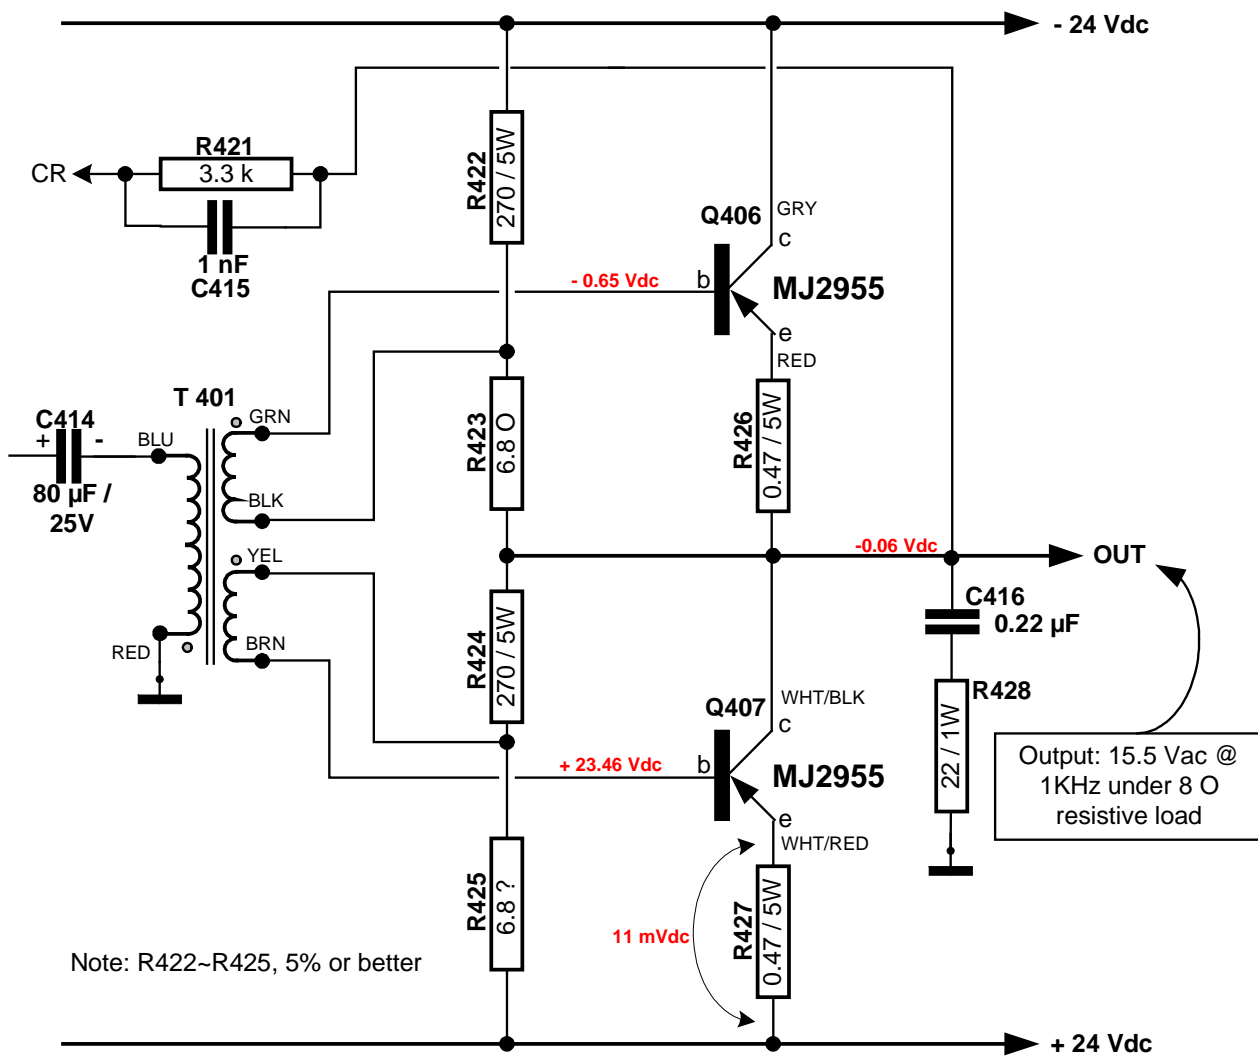 - 24 Vdc
R421
3.3 k
CR
1 nF
C415
R422
270 / 5W
Q406
GRY
c
- 0.65 Vdc
b
MJ2955
e
RED
T 401
C414
+
-
BLU
GRN
80 µF /
25V
BLK
R423
6.8 O
R426
0.47 / 5W
YEL
-0.06 Vdc
OUT
C416
0.22 µF
RED
BRN
R424
270 / 5W
R428
22 / 1W
Q407
WHT/BLK
c
+ 23.46 Vdc
b
MJ2955
e
WHT/RED
Output: 15.5 Vac @
1KHz under 8 O
resistive load
R425
6.8 ?
11 mVdc
R427
0.47 / 5W
Note: R422~R425, 5% or better
+ 24 Vdc